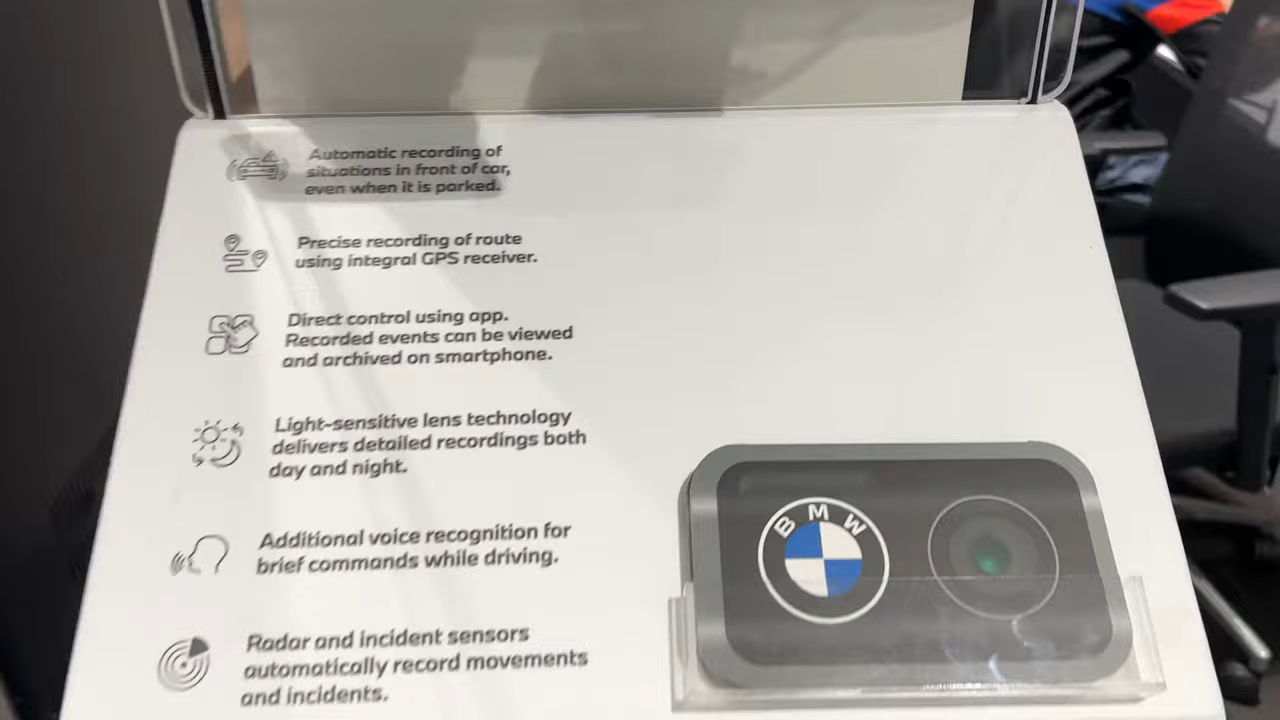 Automatic recording of
situations in front of car,
even when it is parked.
Precise recording of route
using integral GPS receiver.
Direct control using app.
Recorded events can be viewed
and archived on smartphone.
Light-sensitive lens technology
delivers detailed recordings both
day and night.
Additional voice recognition for
brief commands while driving.
Radar and incident sensors
automatically record movements
and incidents.
BMW